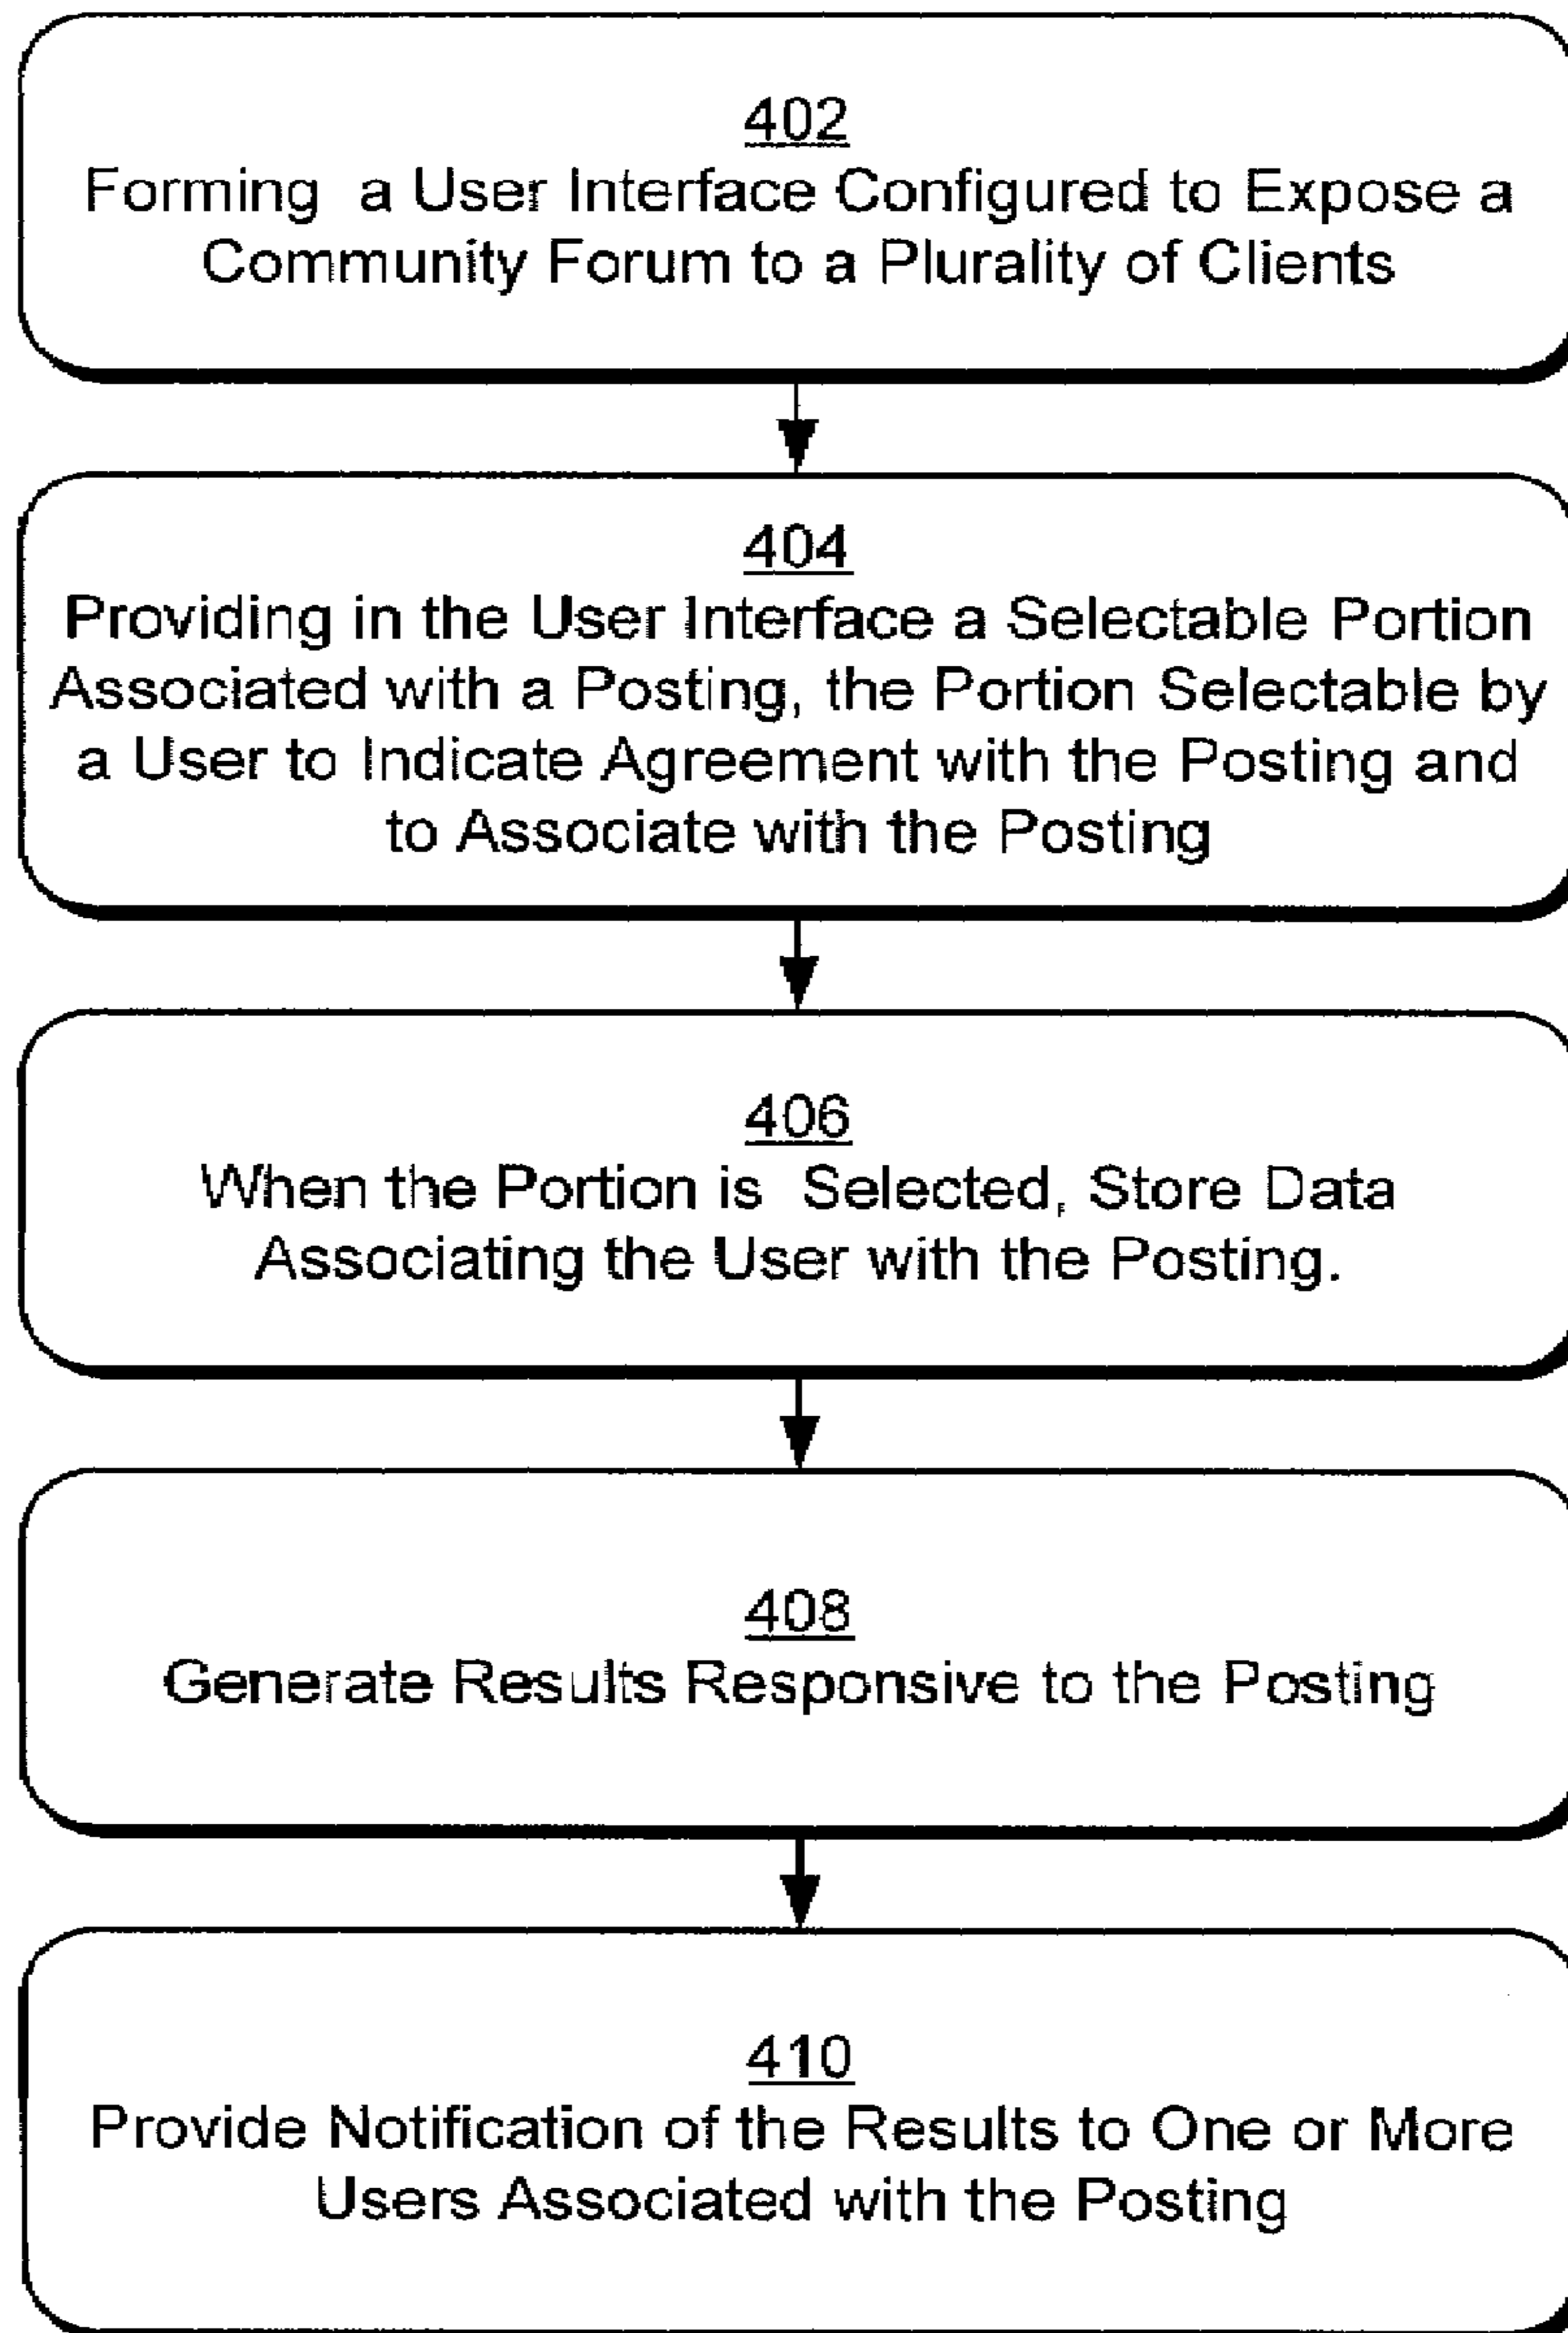 402
Forming a User Interface Configured to Expose a
Community Forum to a Plurality of Clients
404
Providing in the User Interface a Selectable Portion
Associated with a Posting, the Portion Selectable by
a User to Indicate Agreement with the Posting and
to Associate with the Posting
406
When the Portion is Selected, Store Data
Associating the User with the Posting.
408
Generate Results Responsive to the Posting
410
Provide Notification of the Results to One or More
Users Associated with the Posting